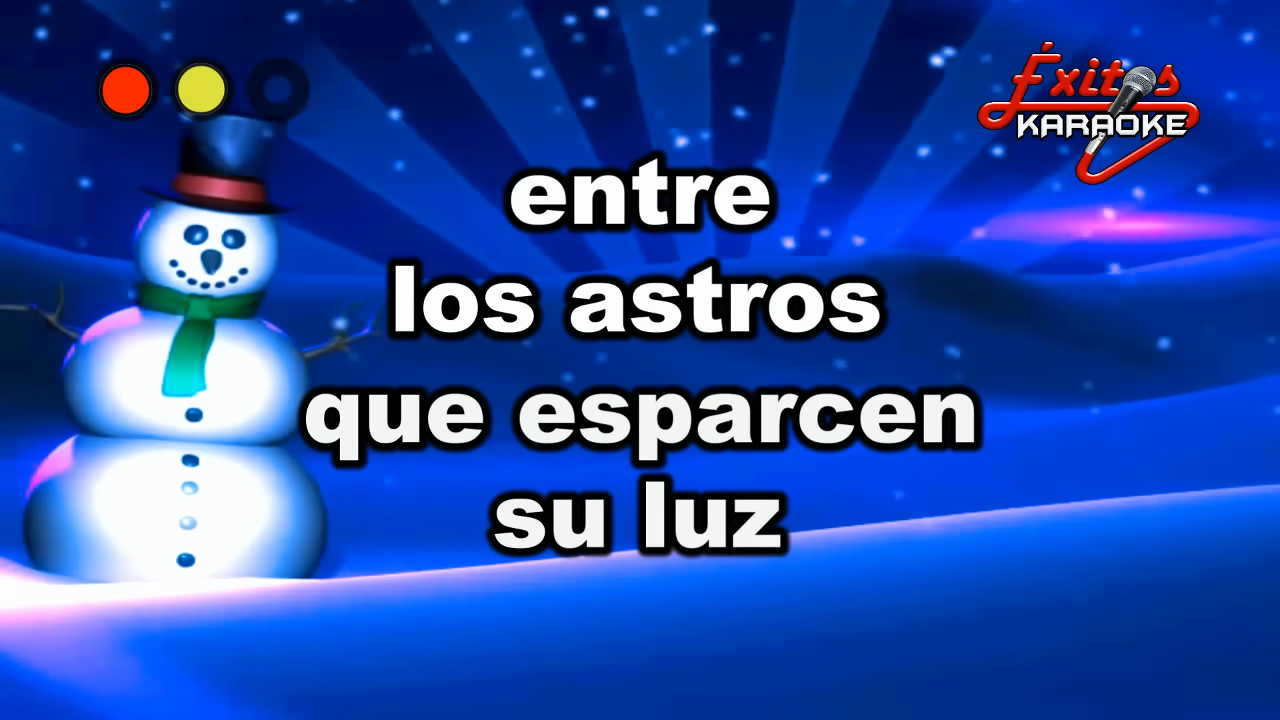 Éxitos
KARAOKE
entre
los astros
que esparcen
su luz